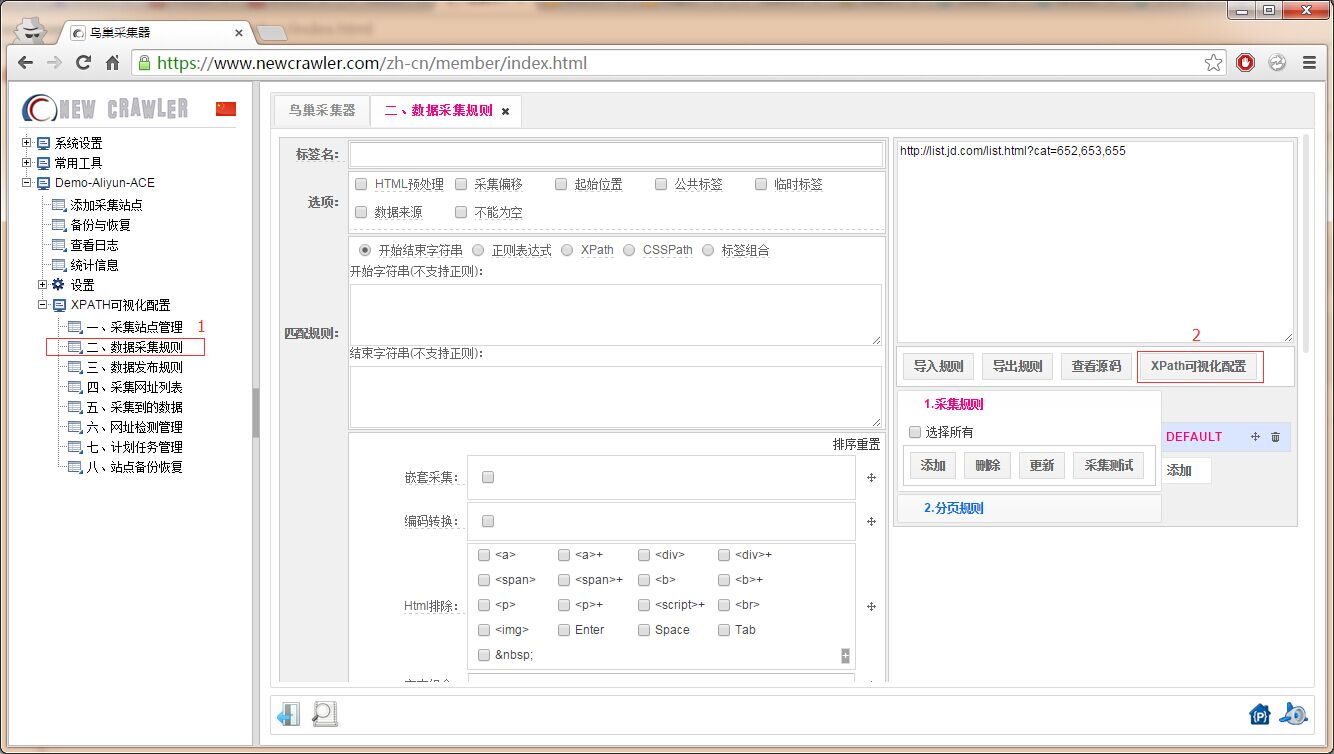 鸟巢采集器
https://www.newcrawler.com/zh-cn/member/index.html
NEW CRAWLER
系统设置
常用工具
Demo-Aliyun-ACE
添加采集站点
备份与恢复
查看日志
统计信息
设置
XPATH可视化配置
一、采集站点管理 1
二、数据采集规则
三、数据发布规则
四、采集网址列表
五、采集到的数据
六、网址检测管理
七、计划任务管理
八、站点备份恢复
鸟巢采集器 二、数据采集规则
标签名:
选项: HTML预处理 采集偏移 起始位置 公共标签 临时标签
数据来源 不能为空
匹配规则: 开始结束字符串 正则表达式 XPath CSSPath 标签组合
开始字符串(不支持正则):
结束字符串(不支持正则):
排序重置
嵌套采集:
编码转换:
Html排除: <a> <a>+ <div> <div>+
<span> <span>+ <b> <b>+
<p> <p>+ <script>+ <br>
<img> Enter Space Tab
&nbsp;
http://list.jd.com/list.html?cat=652,653,655
2
导入规则 导出规则 查看源码 XPath可视化配置
1.采集规则
选择所有
添加 删除 更新 采集测试
2.分页规则
DEFAULT
添加